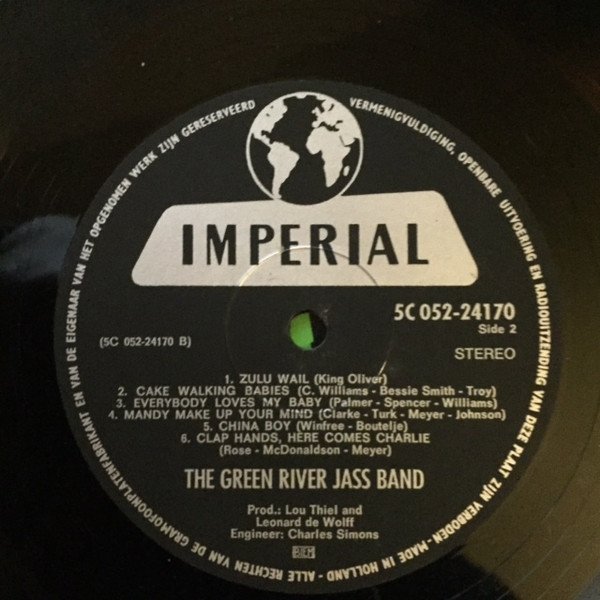 ALLE RECHTEN VAN DE GRAMOFOONPLATENFABRIKANT EN VAN DE EIGENAAR VAN HET OPGENOMEN WERK ZIJN GERESERVEERD
VERMENIGVULDIGING, OPENBARE UITVOERING EN RADIOUITZENDING VAN DEZE PLAAT ZIJN VERBODEN - MADE IN HOLLAND -
IMPERIAL
5C 052-24170
Side 2
(5C 052-24170 B)
STEREO
1. ZULU WAIL (King Oliver)
2. CAKE WALKING BABIES (C. Williams - Bessie Smith - Troy)
3. EVERYBODY LOVES MY BABY (Palmer - Spencer - Williams)
4. MANDY MAKE UP YOUR MIND (Clarke - Turk - Meyer - Johnson)
5. CHINA BOY (Winfree - Boutelje)
6. CLAP HANDS, HERE COMES CHARLIE
(Rose - McDonaldson - Meyer)
THE GREEN RIVER JASS BAND
Prod.: Lou Thiel and
Leonard de Wolff
Engineer: Charles Simons
BIEM